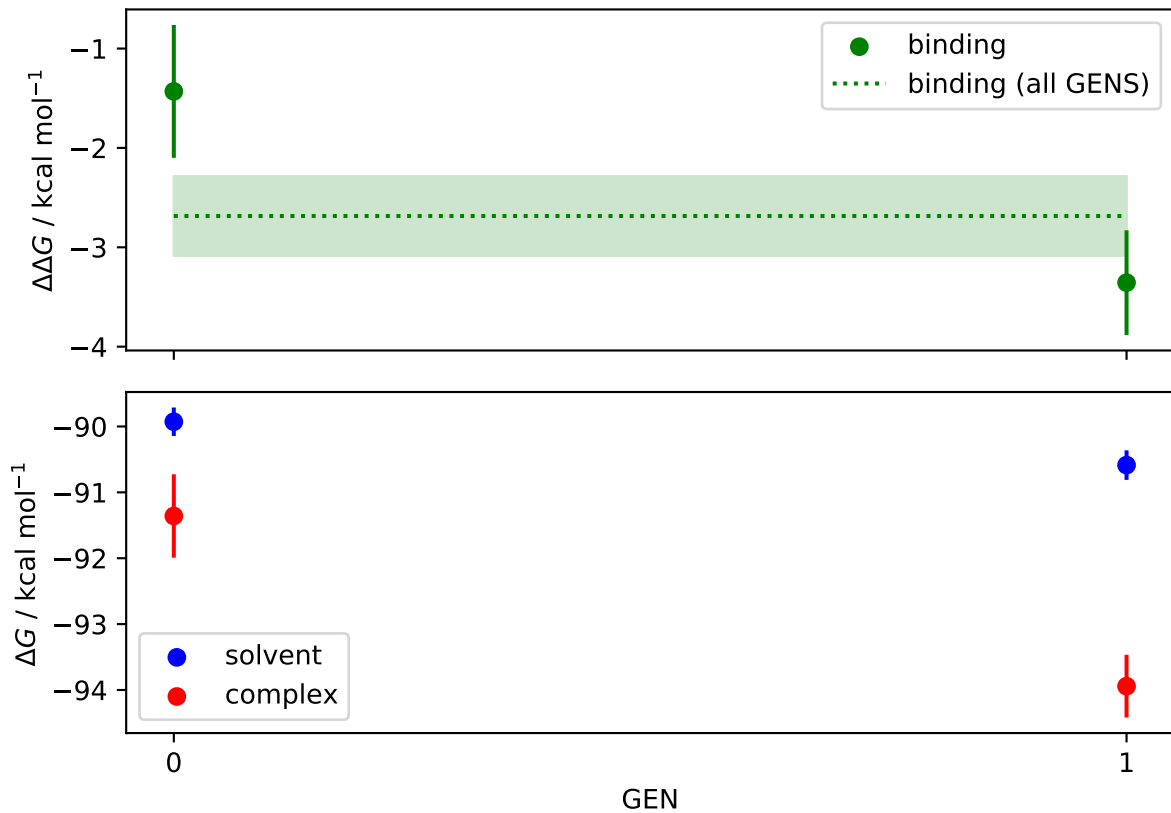 ΔΔG / kcal mol⁻¹
−1
−2
−3
−4
binding
binding (all GENS)
ΔG / kcal mol⁻¹
−90
−91
−92
−93
−94
solvent
complex
0
1
GEN